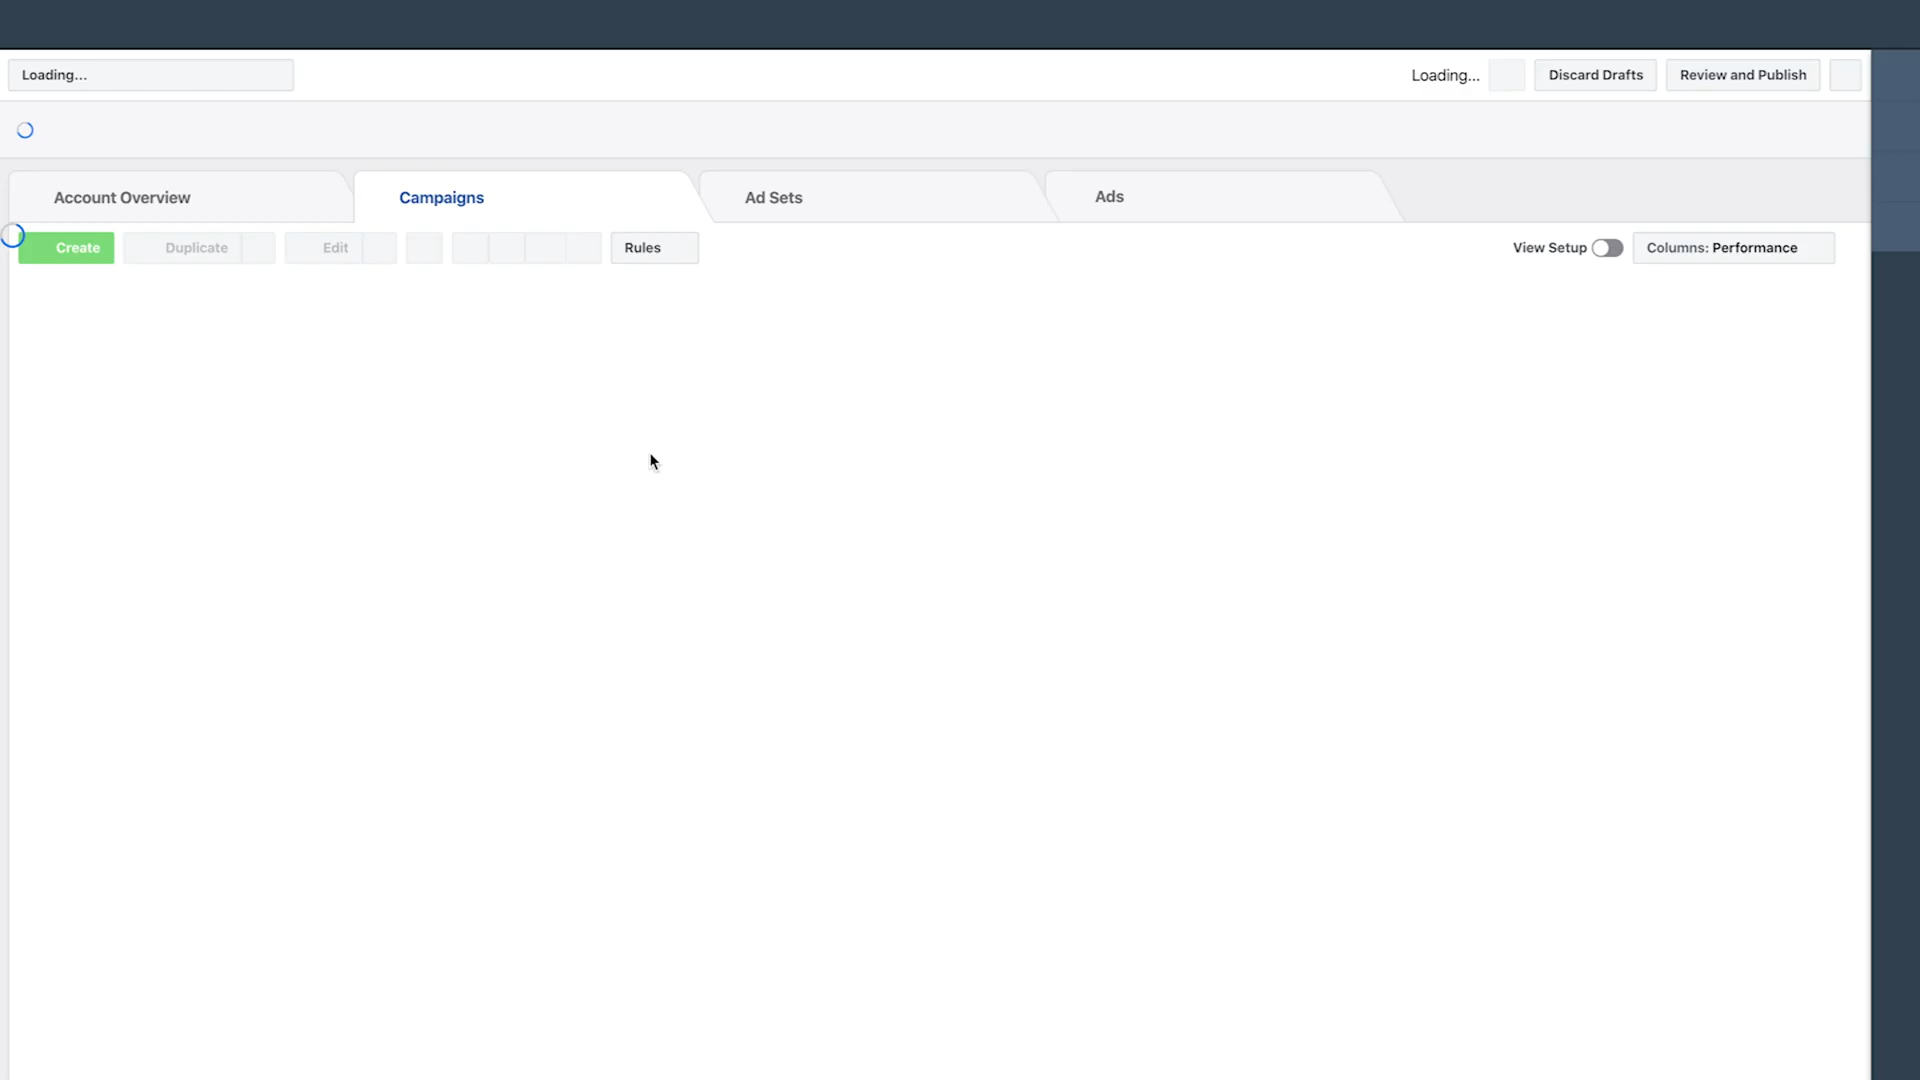 Loading...
Loading...
Discard Drafts
Review and Publish
Account Overview
Campaigns
Ad Sets
Ads
Create
Duplicate
Edit
Rules
View Setup
Columns: Performance